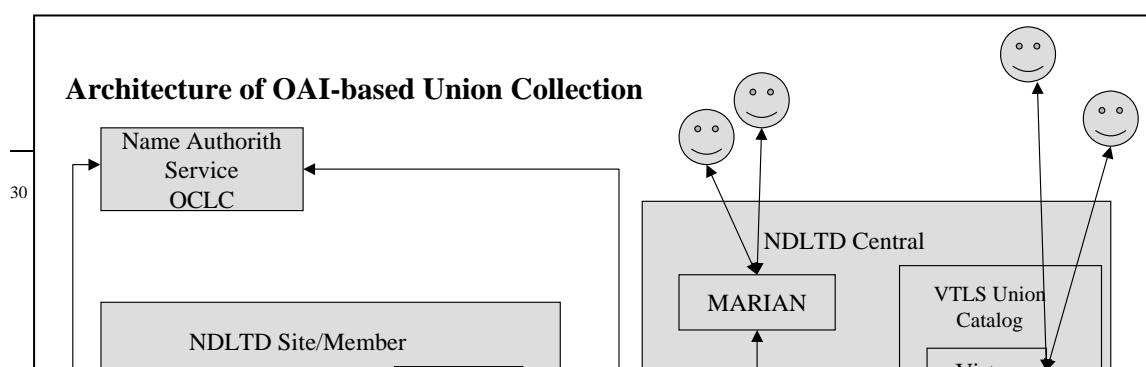 Architecture of OAI-based Union Collection
Name Authorith
Service
OCLC
30
NDLTD Central
MARIAN
VTLS Union
Catalog
NDLTD Site/Member